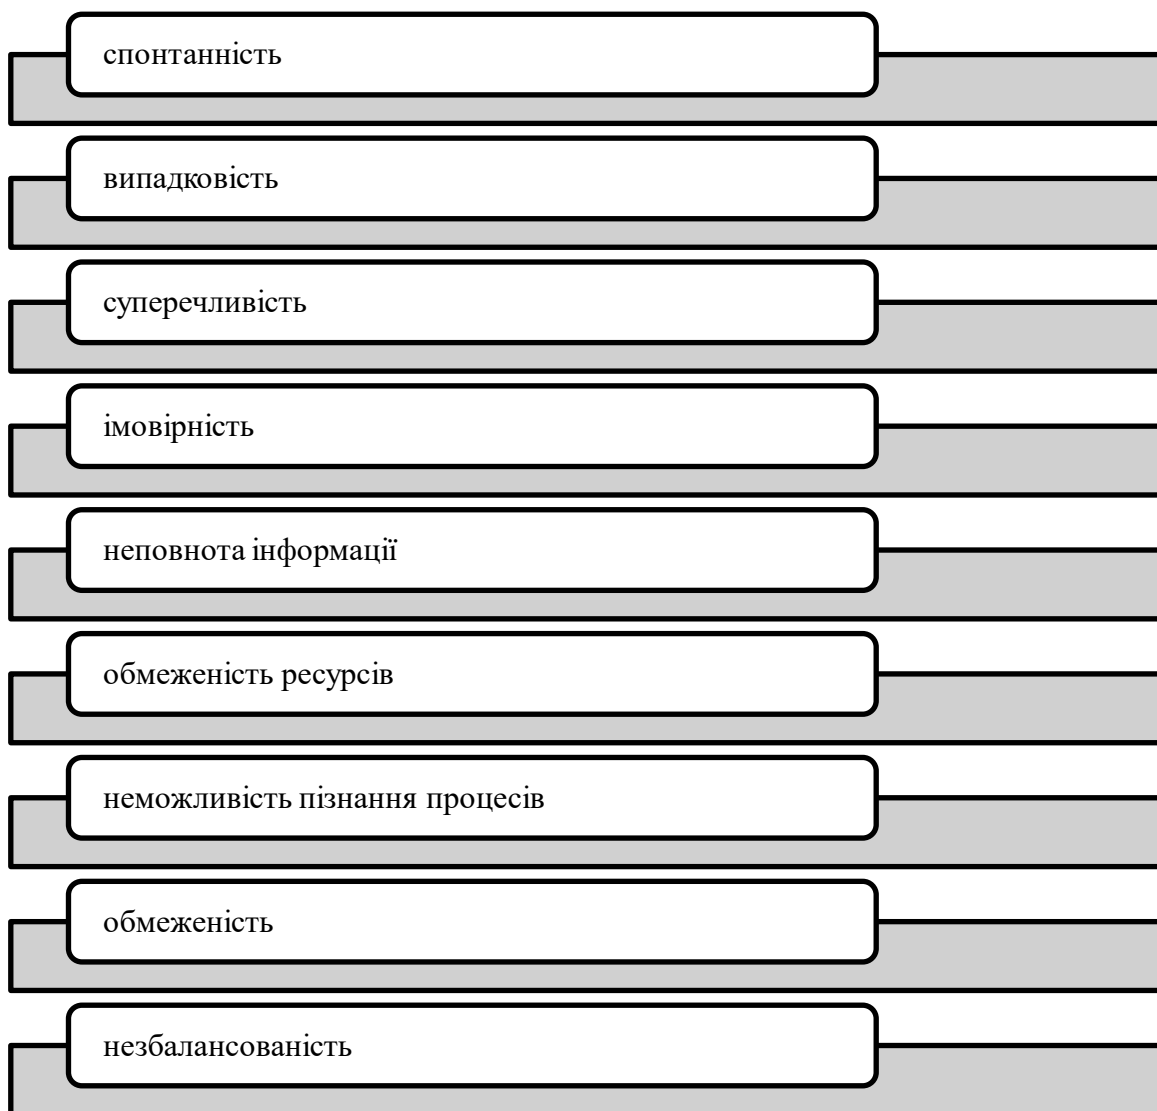 спонтанність
випадковість
суперечливість
імовірність
неповнота інформації
обмеженість ресурсів
неможливість пізнання процесів
обмеженість
незбалансованість